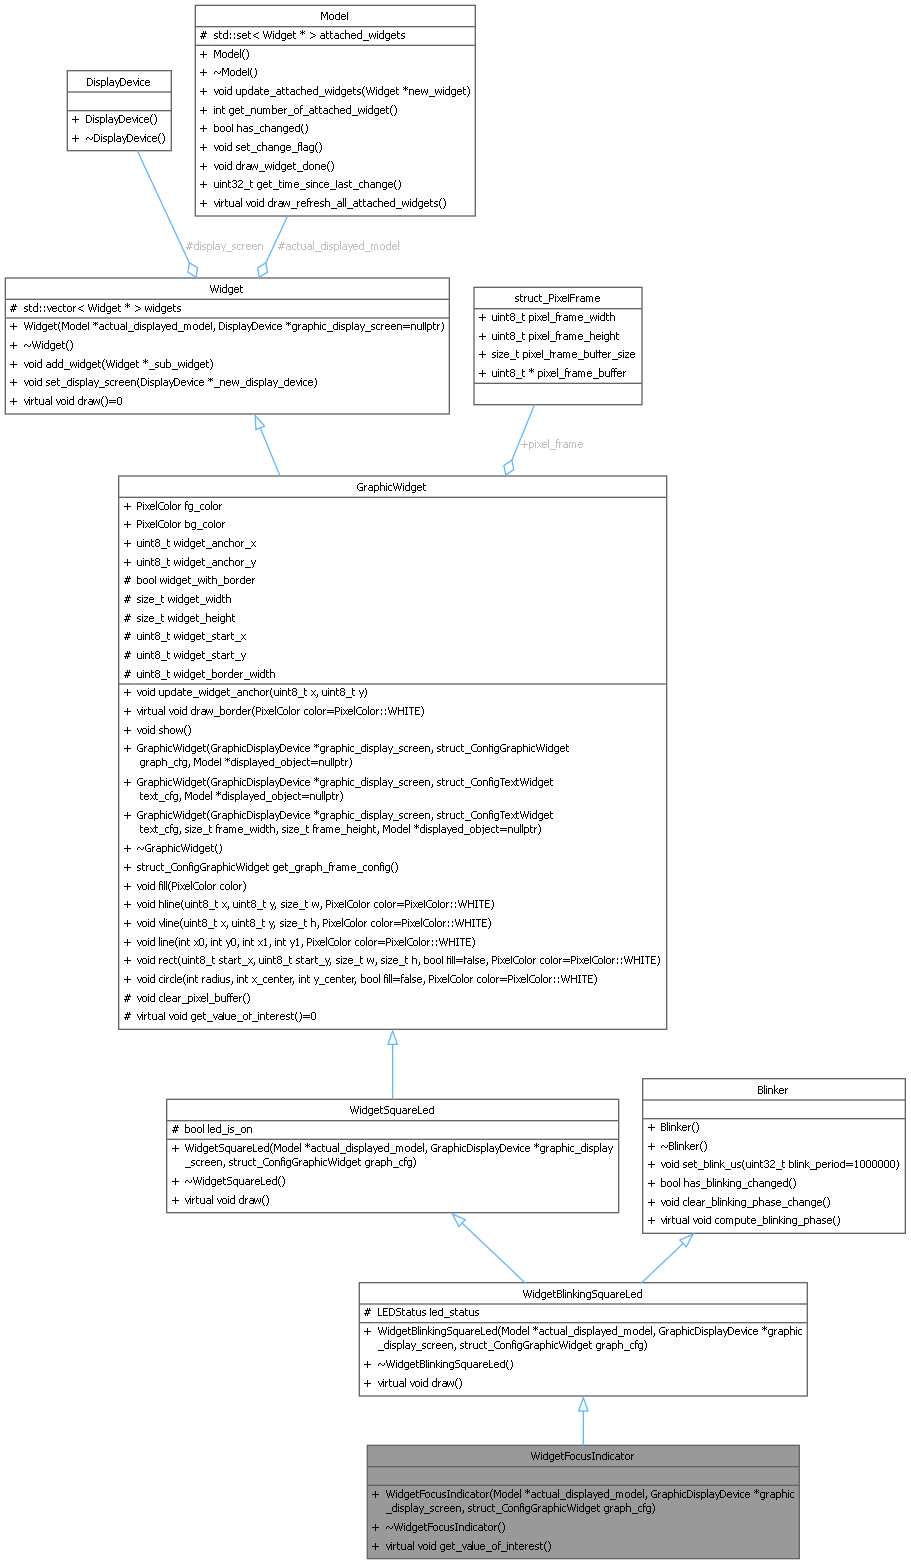 Model
# std::set< Widget * > attached_widgets
+ Model()
+ ~Model()
+ void update_attached_widgets(Widget *new_widget)
+ int get_number_of_attached_widget()
+ bool has_changed()
+ void set_change_flag()
+ void draw_widget_done()
+ uint32_t get_time_since_last_change()
+ virtual void draw_refresh_all_attached_widgets()
DisplayDevice
+ DisplayDevice()
+ ~DisplayDevice()
#display_screen
#actual_displayed_model
Widget
# std::vector< Widget * > widgets
+ Widget(Model *actual_displayed_model, DisplayDevice *graphic_display_screen=nullptr)
+ ~Widget()
+ void add_widget(Widget *_sub_widget)
+ void set_display_screen(DisplayDevice *_new_display_device)
+ virtual void draw()=0
struct_PixelFrame
+ uint8_t pixel_frame_width
+ uint8_t pixel_frame_height
+ size_t pixel_frame_buffer_size
+ uint8_t * pixel_frame_buffer
+pixel_frame
GraphicWidget
+ PixelColor fg_color
+ PixelColor bg_color
+ uint8_t widget_anchor_x
+ uint8_t widget_anchor_y
# bool widget_with_border
# size_t widget_width
# size_t widget_height
# uint8_t widget_start_x
# uint8_t widget_start_y
# uint8_t widget_border_width
+ void update_widget_anchor(uint8_t x, uint8_t y)
+ virtual void draw_border(PixelColor color=PixelColor::WHITE)
+ void show()
+ GraphicWidget(GraphicDisplayDevice *graphic_display_screen, struct_ConfigGraphicWidget
graph_cfg, Model *displayed_object=nullptr)
+ GraphicWidget(GraphicDisplayDevice *graphic_display_screen, struct_ConfigTextWidget
text_cfg, Model *displayed_object=nullptr)
+ GraphicWidget(GraphicDisplayDevice *graphic_display_screen, struct_ConfigTextWidget
text_cfg, size_t frame_width, size_t frame_height, Model *displayed_object=nullptr)
+ ~GraphicWidget()
+ struct_ConfigGraphicWidget get_graph_frame_config()
+ void fill(PixelColor color)
+ void hline(uint8_t x, uint8_t y, size_t w, PixelColor color=PixelColor::WHITE)
+ void vline(uint8_t x, uint8_t y, size_t h, PixelColor color=PixelColor::WHITE)
+ void line(int x0, int y0, int x1, int y1, PixelColor color=PixelColor::WHITE)
+ void rect(uint8_t start_x, uint8_t start_y, size_t w, size_t h, bool fill=false, PixelColor color=PixelColor::WHITE)
+ void circle(int radius, int x_center, int y_center, bool fill=false, PixelColor color=PixelColor::WHITE)
# void clear_pixel_buffer()
# virtual void get_value_of_interest()=0
WidgetSquareLed
# bool led_is_on
+ WidgetSquareLed(Model *actual_displayed_model, GraphicDisplayDevice *graphic_display
_screen, struct_ConfigGraphicWidget graph_cfg)
+ ~WidgetSquareLed()
+ virtual void draw()
Blinker
+ Blinker()
+ ~Blinker()
+ void set_blink_us(uint32_t blink_period=1000000)
+ bool has_blinking_changed()
+ void clear_blinking_phase_change()
+ virtual void compute_blinking_phase()
WidgetBlinkingSquareLed
# LEDStatus led_status
+ WidgetBlinkingSquareLed(Model *actual_displayed_model, GraphicDisplayDevice *graphic
_display_screen, struct_ConfigGraphicWidget graph_cfg)
+ ~WidgetBlinkingSquareLed()
+ virtual void draw()
WidgetFocusIndicator
+ WidgetFocusIndicator(Model *actual_displayed_model, GraphicDisplayDevice *graphic
_display_screen, struct_ConfigGraphicWidget graph_cfg)
+ ~WidgetFocusIndicator()
+ virtual void get_value_of_interest()